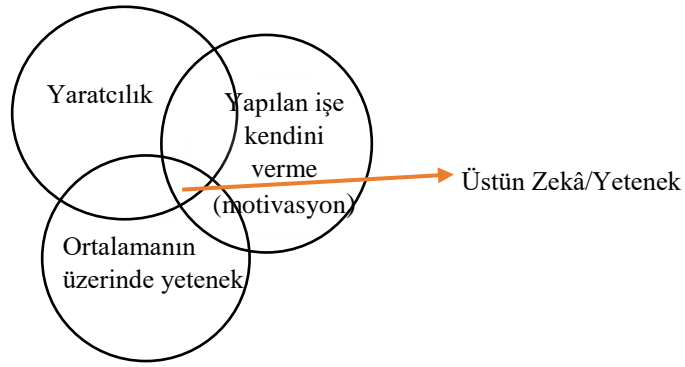 Yaratcılık
Yapılan işe
kendini
verme
(motivasyon)
Üstün Zekâ/Yetenek
Ortalamanın
üzerinde yetenek